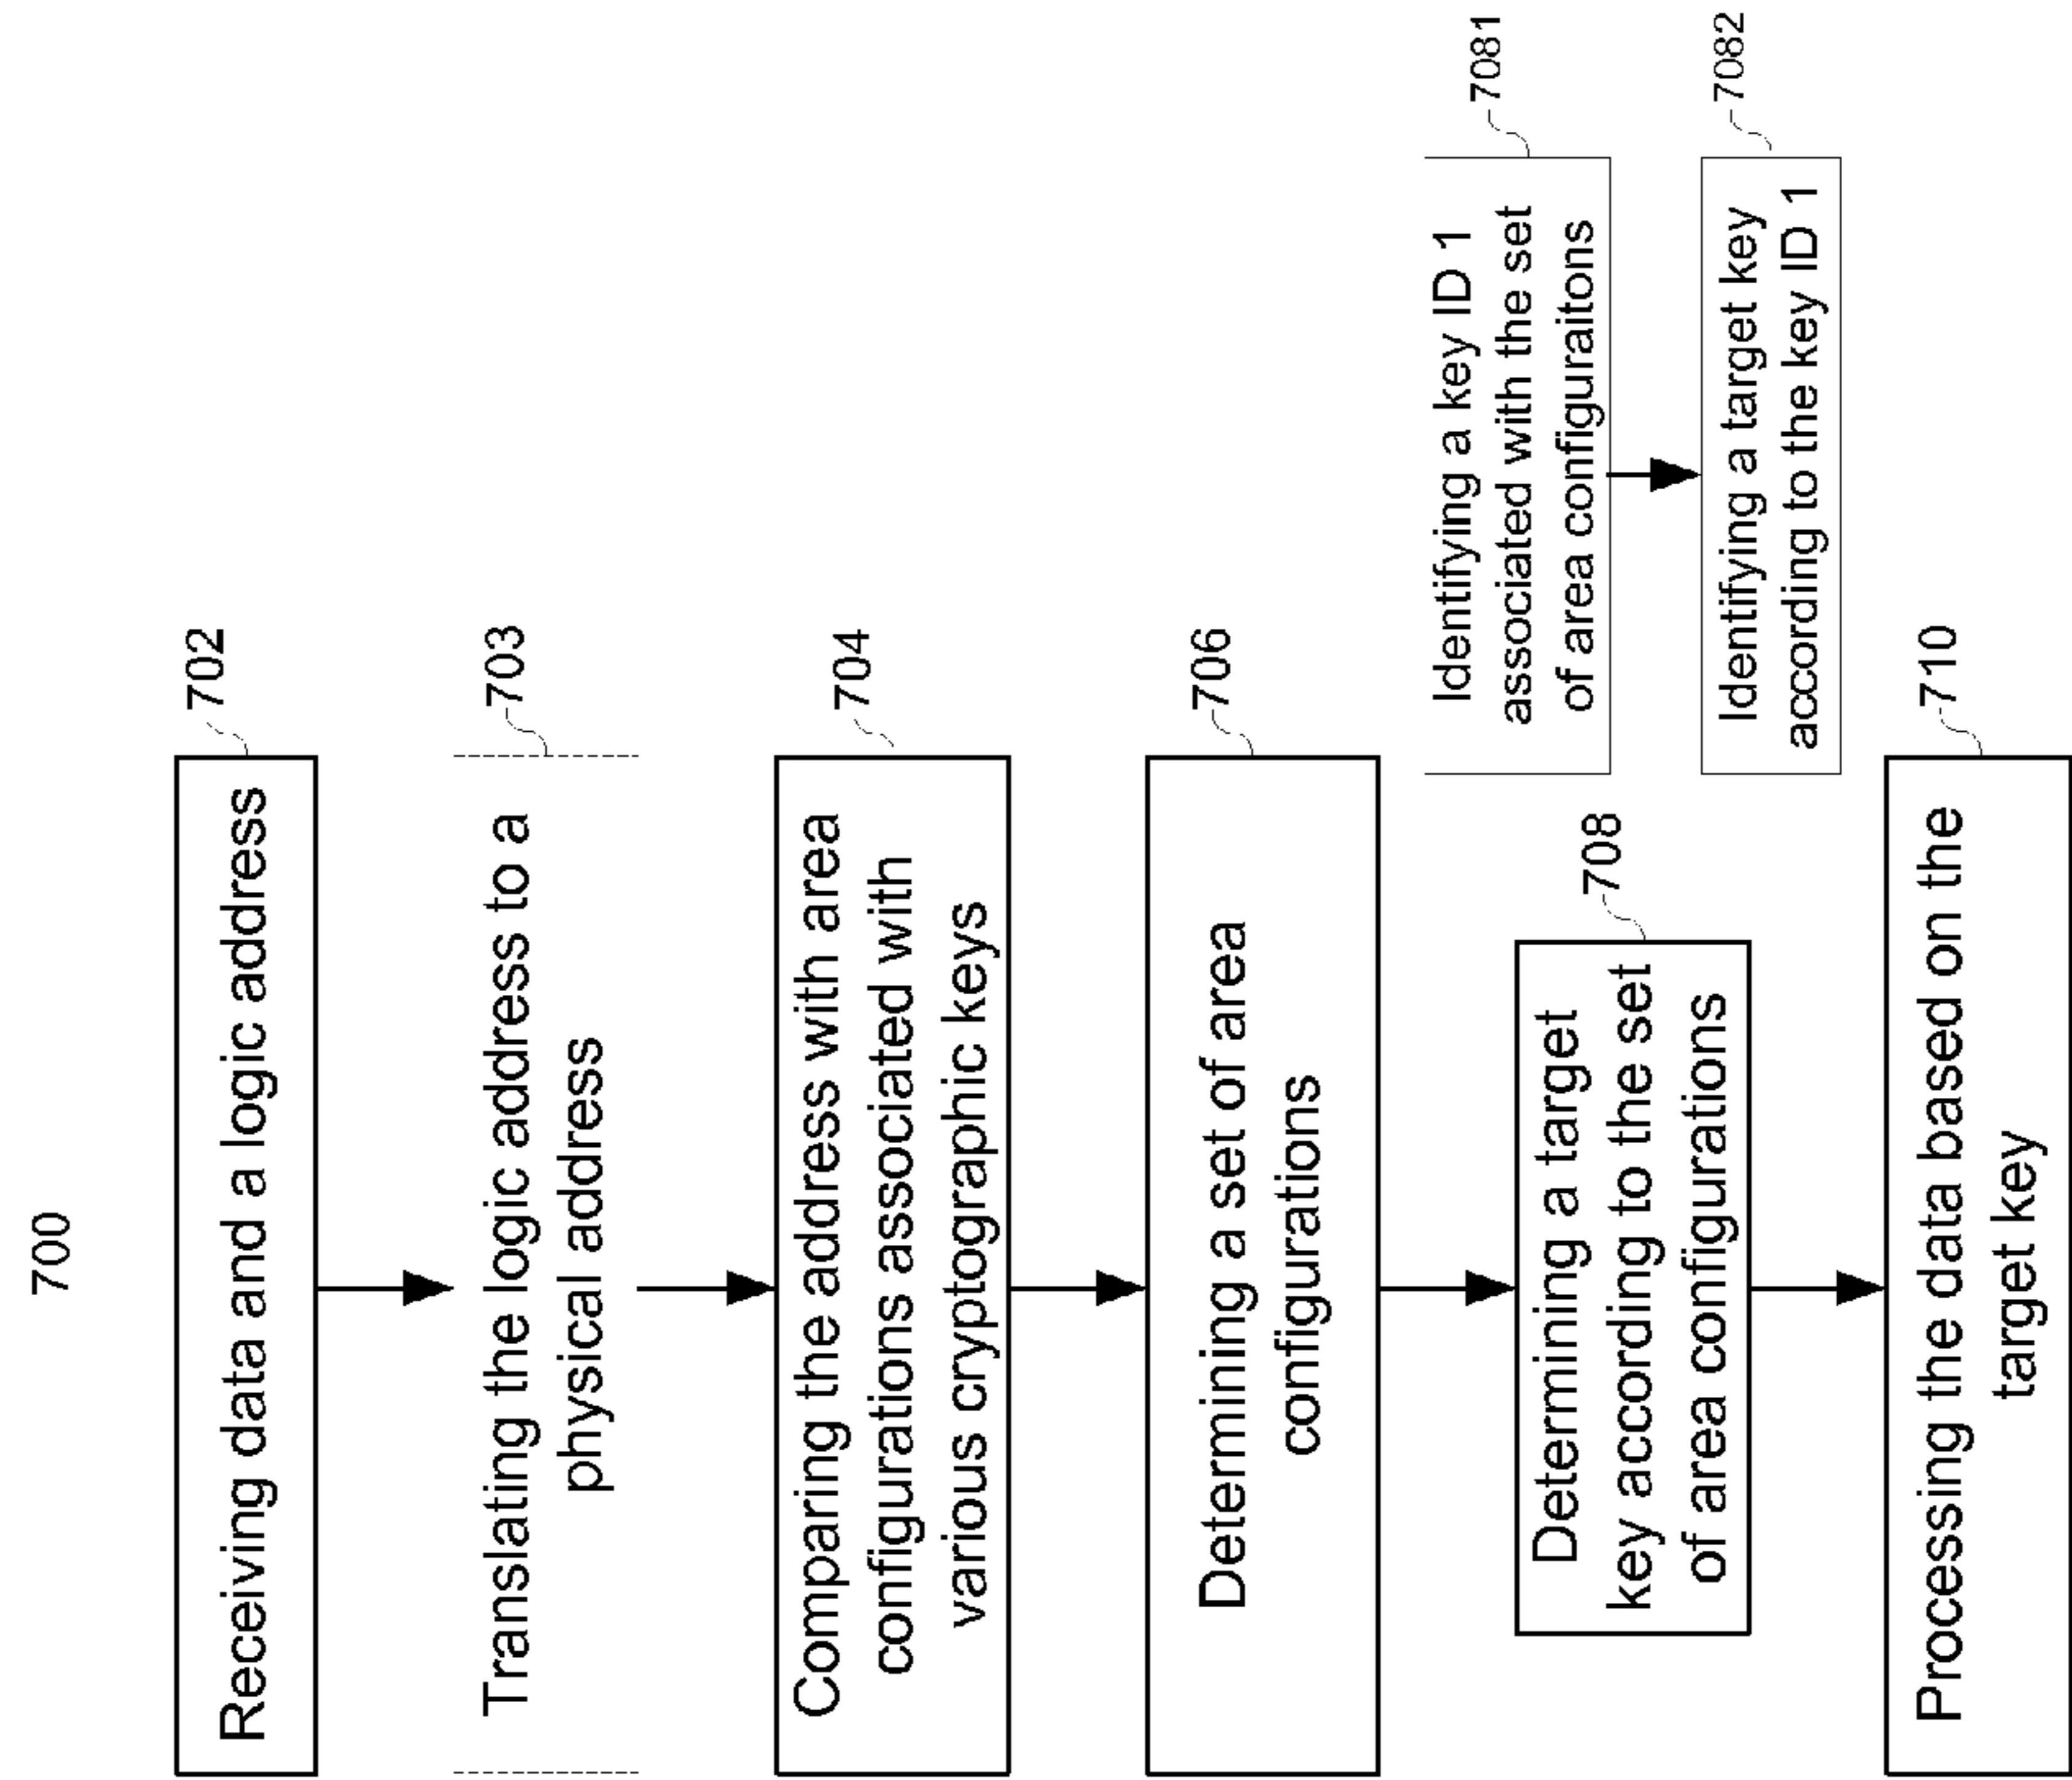 700
702
Receiving data and a logic address
703
Translating the logic address to a
physical address
704
Comparing the address with area
configurations associated with
various cryptographic keys
706
Determining a set of area
configurations
708
Determining a target
key according to the set
of area configurations
7081
Identifying a key ID 1
associated with the set
of area configuraitons
7082
Identifying a target key
according to the key ID 1
710
Processing the data based on the
target key